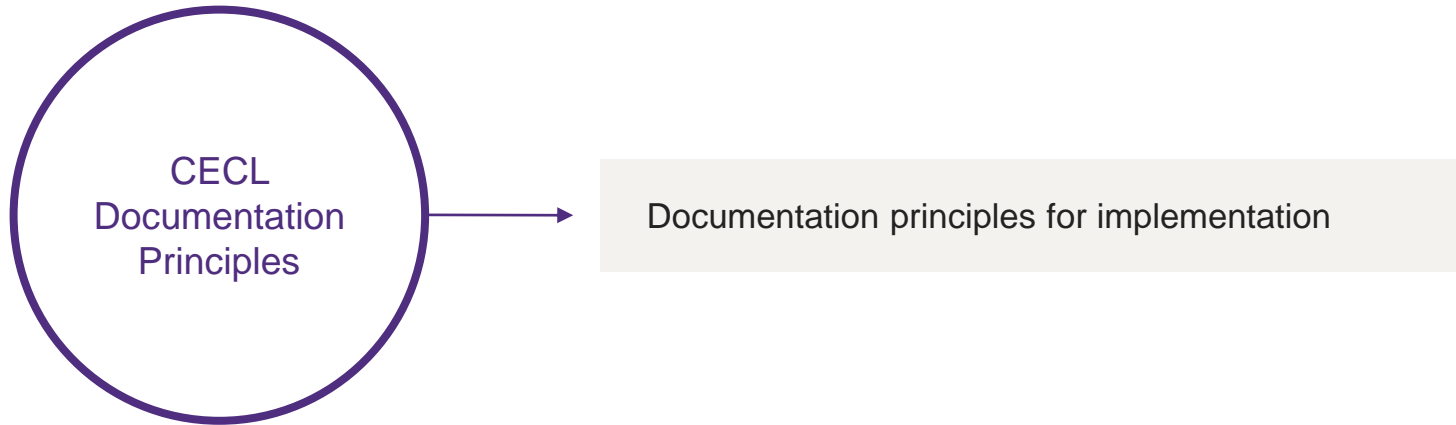 CECL
Documentation
Principles
Documentation principles for implementation